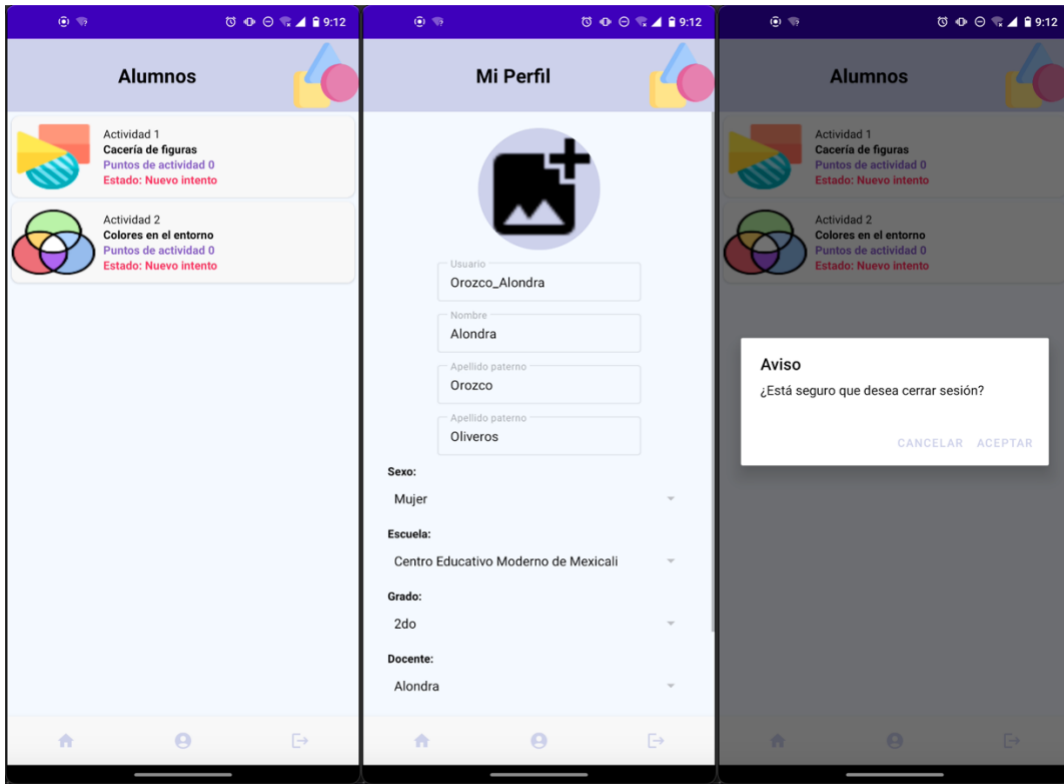 9:12
Alumnos
Actividad 1
Cacería de figuras
Puntos de actividad 0
Estado: Nuevo intento
Actividad 2
Colores en el entorno
Puntos de actividad 0
Estado: Nuevo intento
9:12
Mi Perfil
Usuario
Orozco_Alondra
Nombre
Alondra
Apellido paterno
Orozco
Apellido paterno
Oliveros
Sexo:
Mujer
Escuela:
Centro Educativo Moderno de Mexicali
Grado:
2do
Docente:
Alondra
9:12
Alumnos
Actividad 1
Cacería de figuras
Puntos de actividad 0
Estado: Nuevo intento
Actividad 2
Colores en el entorno
Puntos de actividad 0
Estado: Nuevo intento
Aviso
¿Está seguro que desea cerrar sesión?
CANCELAR ACEPTAR